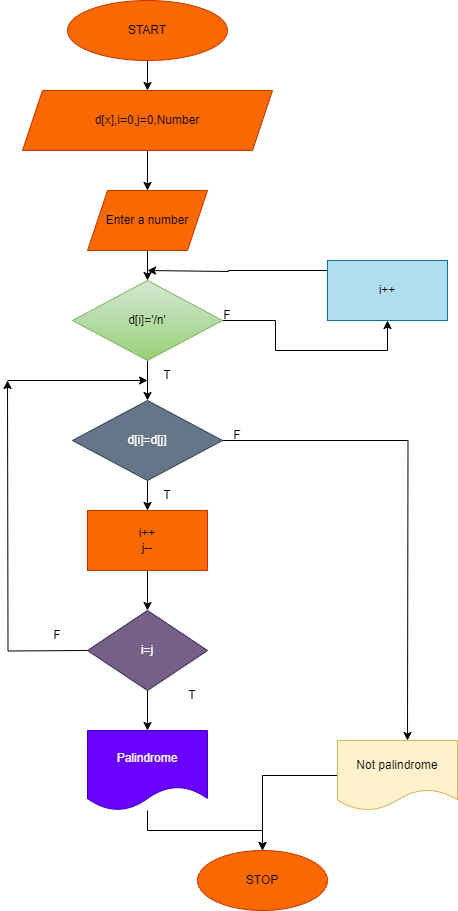 START
d[x],i=0,j=0,Number
Enter a number
i++
d[i]='/n'
F
T
d[i]=d[j]
F
T
i++
j--
i=j
F
T
Palindrome
Not palindrome
STOP